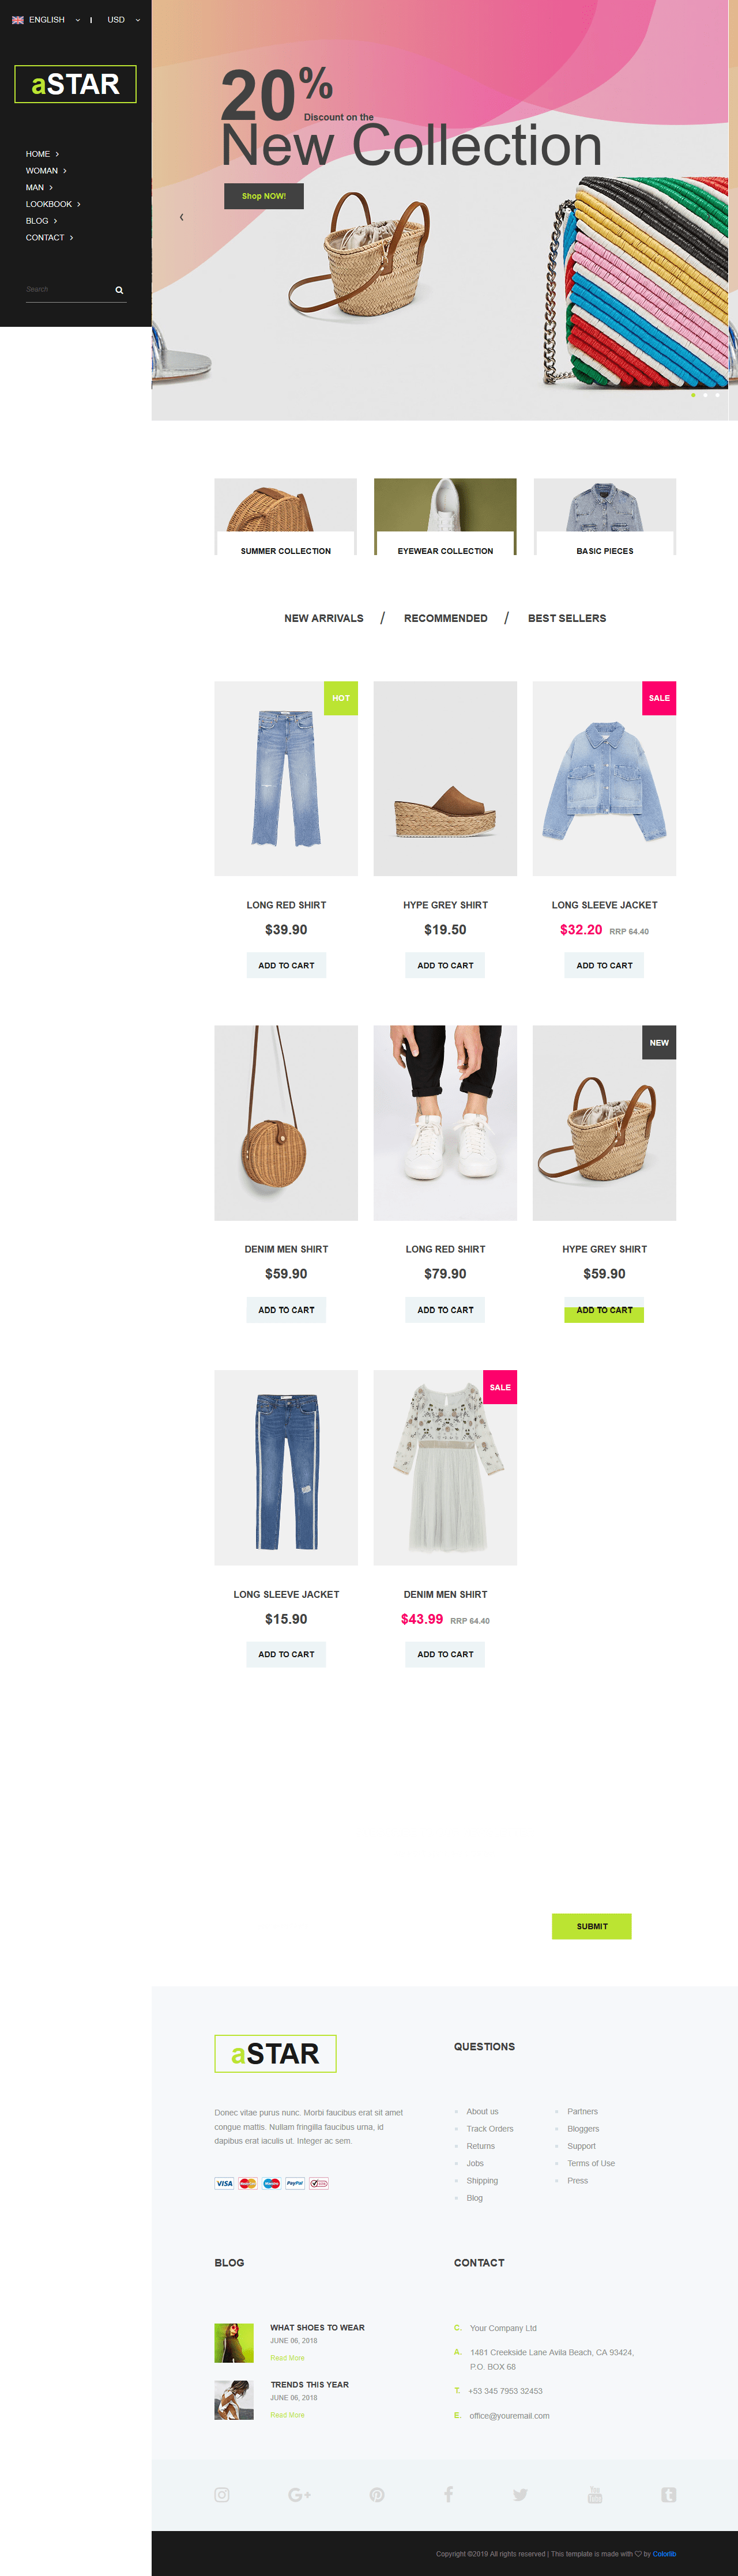 ENGLISH | USD
aSTAR
HOME
WOMAN
MAN
LOOKBOOK
BLOG
CONTACT
Search
20%
Discount on the
New Collection
Shop NOW!
SUMMER COLLECTION
EYEWEAR COLLECTION
BASIC PIECES
NEW ARRIVALS / RECOMMENDED / BEST SELLERS
HOT
SALE
LONG RED SHIRT
$39.90
ADD TO CART
HYPE GREY SHIRT
$19.50
ADD TO CART
LONG SLEEVE JACKET
$32.20 RRP 64.40
ADD TO CART
NEW
DENIM MEN SHIRT
$59.90
ADD TO CART
LONG RED SHIRT
$79.90
ADD TO CART
HYPE GREY SHIRT
$59.90
ADD TO CART
SALE
LONG SLEEVE JACKET
$15.90
ADD TO CART
DENIM MEN SHIRT
$43.99 RRP 64.40
ADD TO CART
SUBMIT
aSTAR
Donec vitae purus nunc. Morbi faucibus erat sit amet
congue mattis. Nullam fringilla faucibus urna, id
dapibus erat iaculis ut. Integer ac sem.
VISA
PayPal
QUESTIONS
About us
Track Orders
Returns
Jobs
Shipping
Blog
Partners
Bloggers
Support
Terms of Use
Press
BLOG
WHAT SHOES TO WEAR
JUNE 06, 2018
Read More
TRENDS THIS YEAR
JUNE 06, 2018
Read More
CONTACT
C. Your Company Ltd
A. 1481 Creekside Lane Avila Beach, CA 93424,
P.O. BOX 68
T. +53 345 7953 32453
E. office@youremail.com
You Tube
Copyright ©2019 All rights reserved | This template is made with ♡ by Colorlib